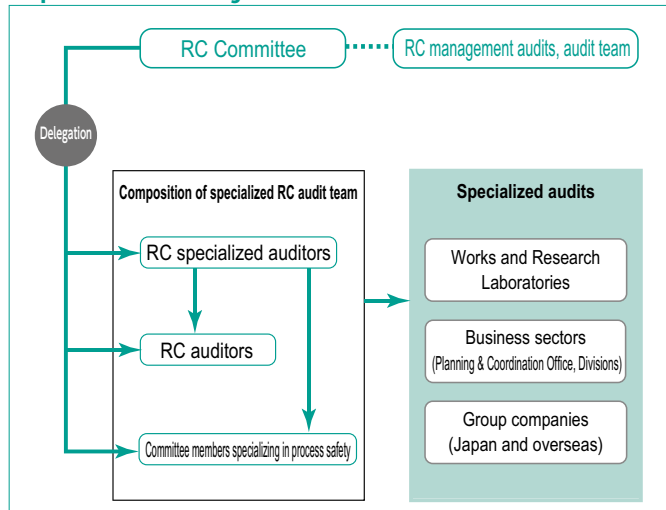 RC Committee
RC management audits, audit team
Delegation
Composition of specialized RC audit team
RC specialized auditors
RC auditors
Committee members specializing in process safety
Specialized audits
Works and Research
Laboratories
Business sectors
(Planning & Coordination Office, Divisions)
Group companies
(Japan and overseas)